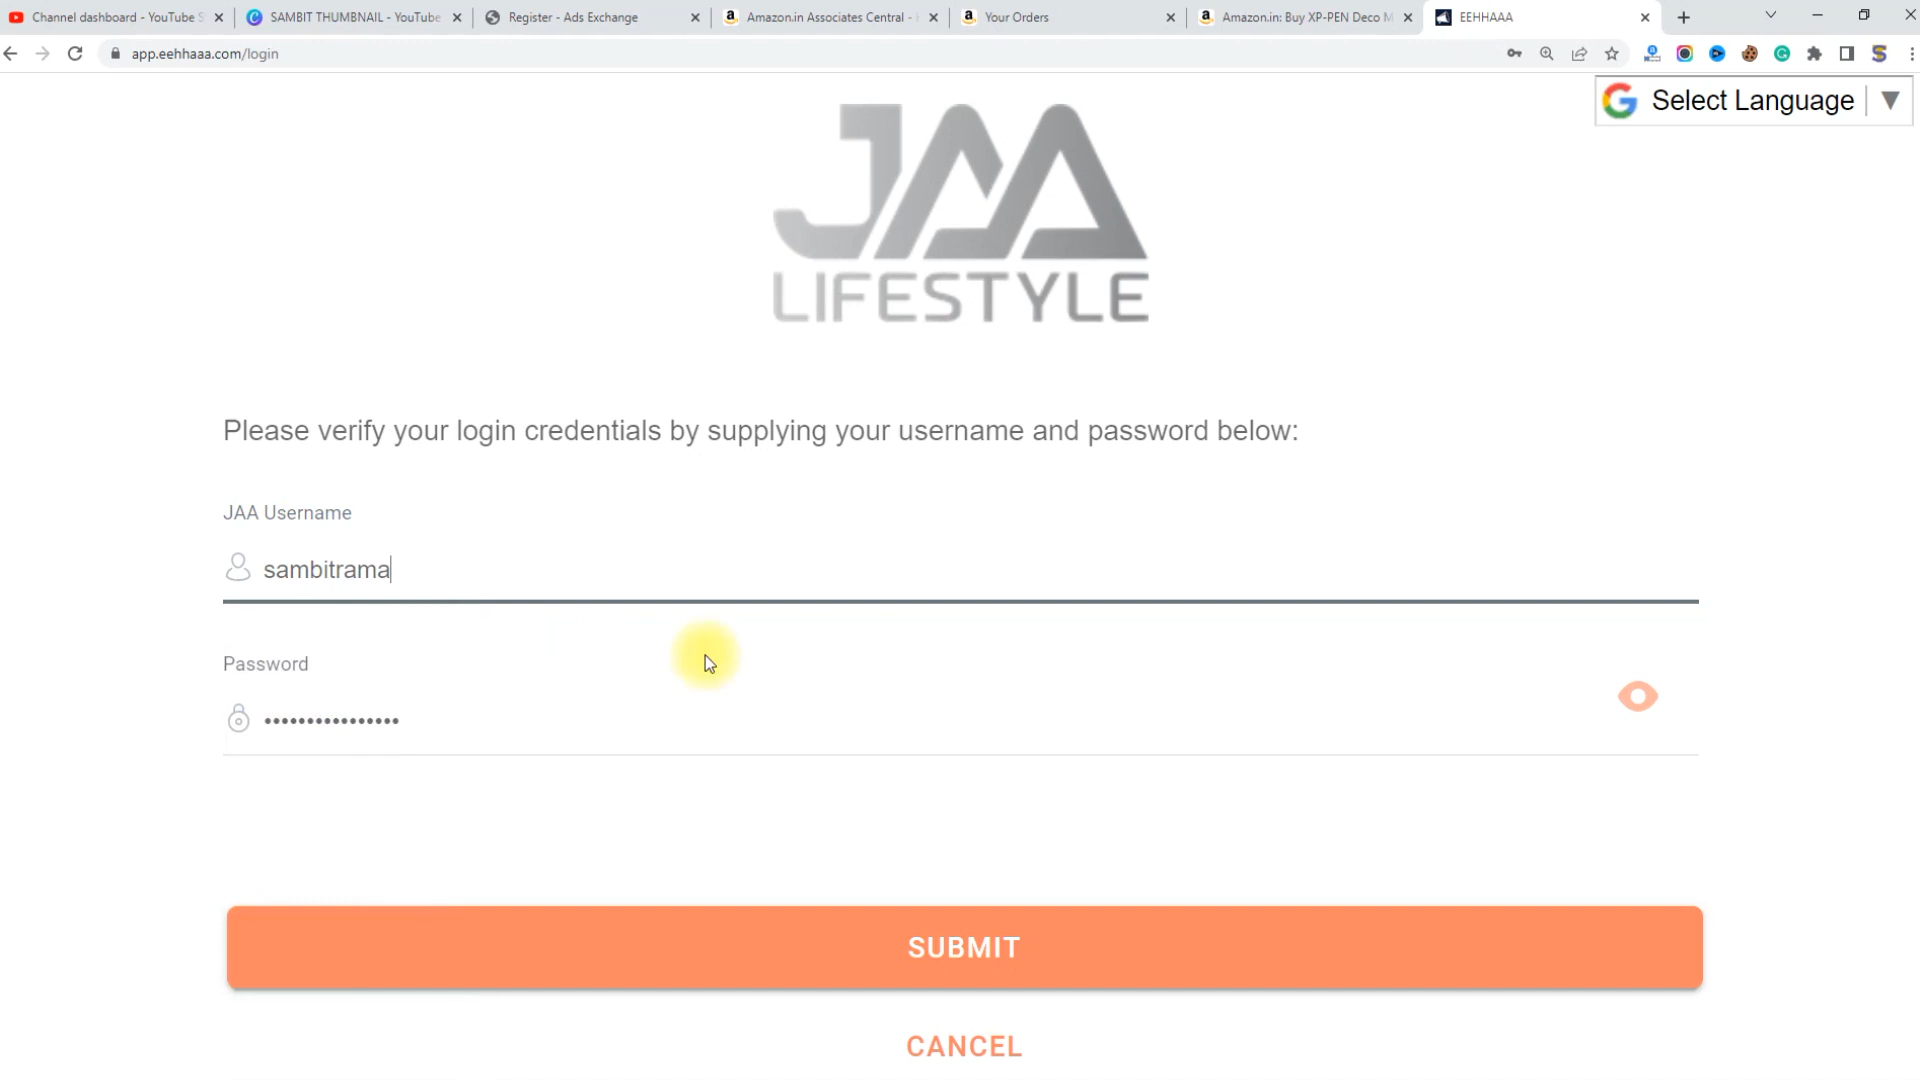 Channel dashboard - YouTube S
SAMBIT THUMBNAIL - YouTube
Register - Ads Exchange
Amazon.in Associates Central -
Your Orders
Amazon.in: Buy XP-PEN Deco M
EEHHAAA
app.eehhaaa.com/login
Select Language
JAA
LIFESTYLE
Please verify your login credentials by supplying your username and password below:
JAA Username
sambitrama
Password
••••••••••••••••
SUBMIT
CANCEL